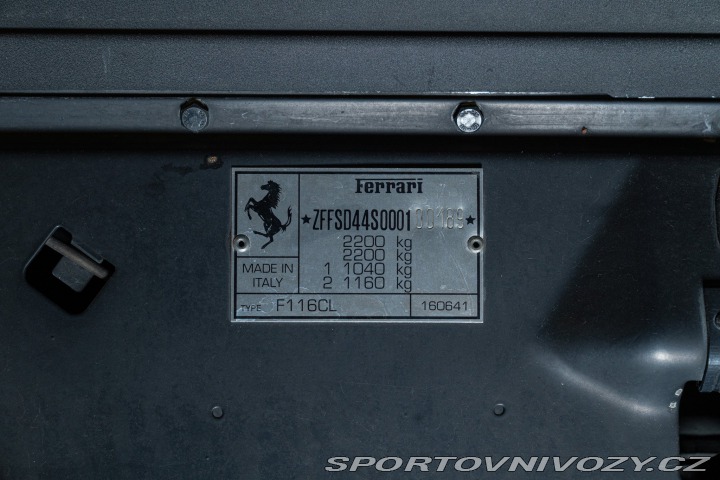 Ferrari
★ZFFSD44S000100189★
2200 kg
2200 kg
1 1040 kg
2 1160 kg
MADE IN
ITALY
TYPE F116CL
160641
SPORTOVNIVOZY.CZ